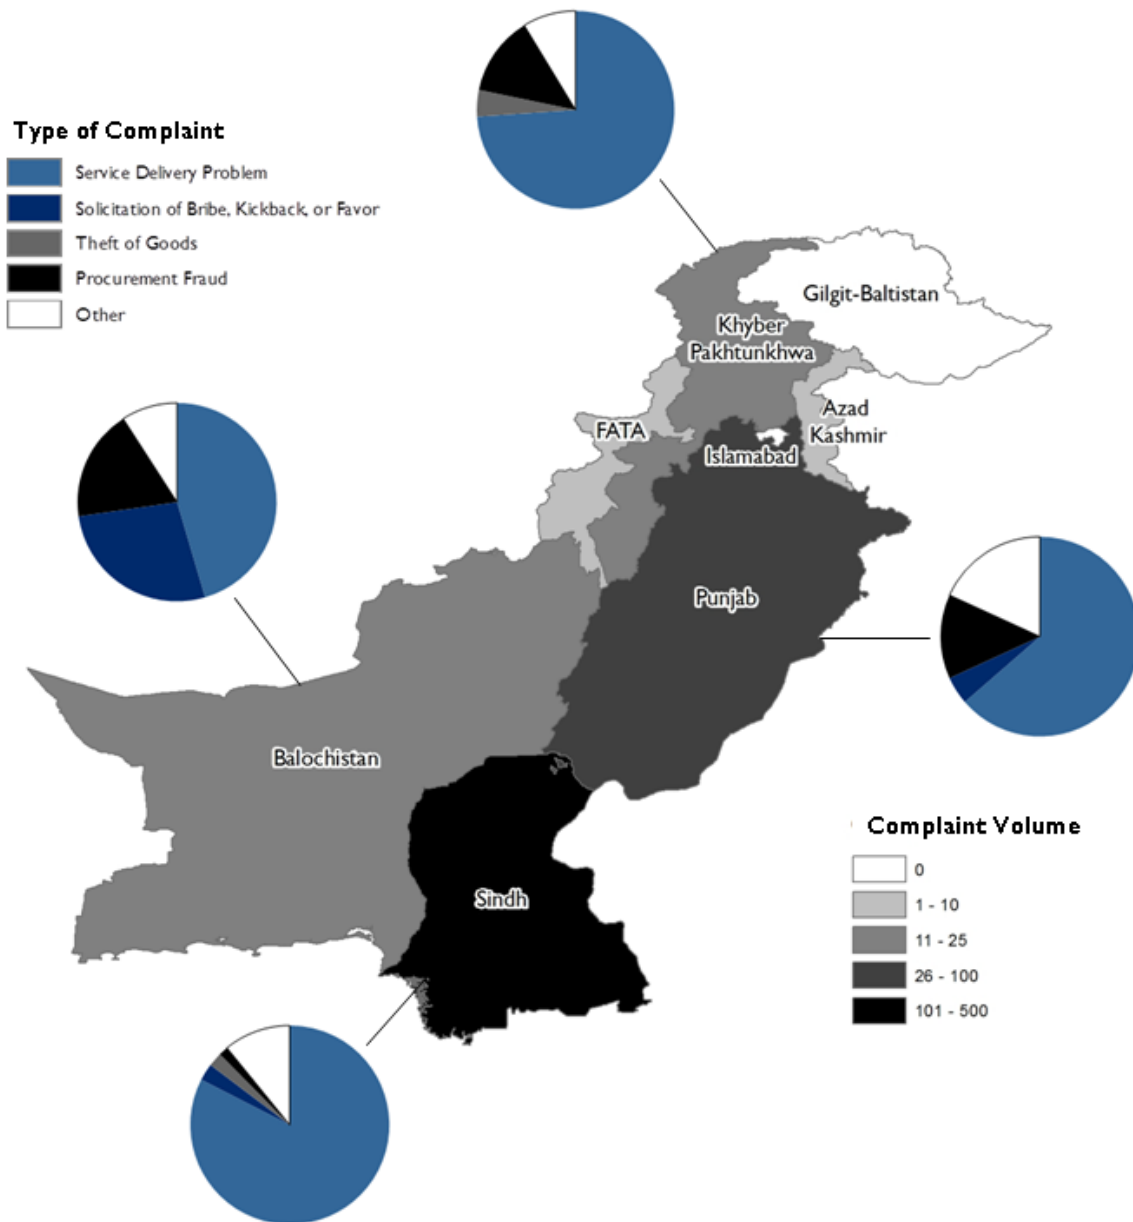 Type of Complaint
Service Delivery Problem
Solicitation of Bribe, Kickback, or Favor
Theft of Goods
Procurement Fraud
Other
Gilgit-Baltistan
Khyber
Pakhtunkhwa
Azad
Kashmir
FATA
Islamabad
Punjab
Balochistan
Sindh
Complaint Volume
0
1 - 10
11 - 25
26 - 100
101 - 500